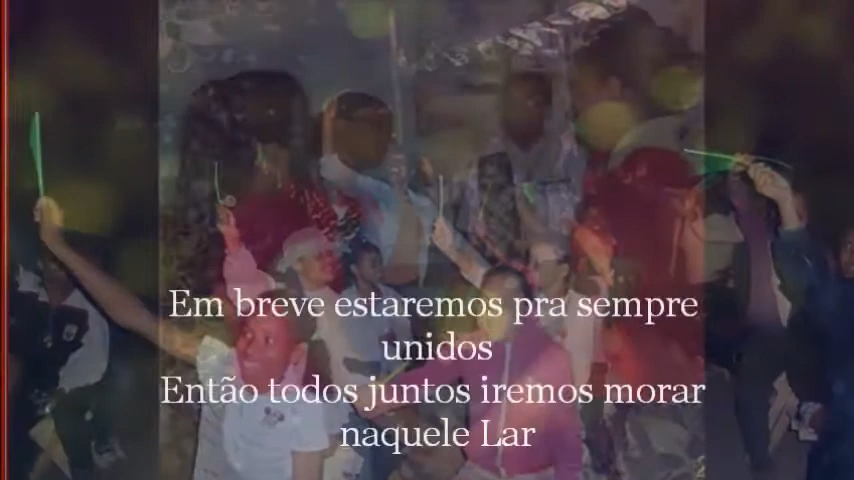 Em breve estaremos pra sempre
unidos
Então todos juntos iremos morar
naquele Lar